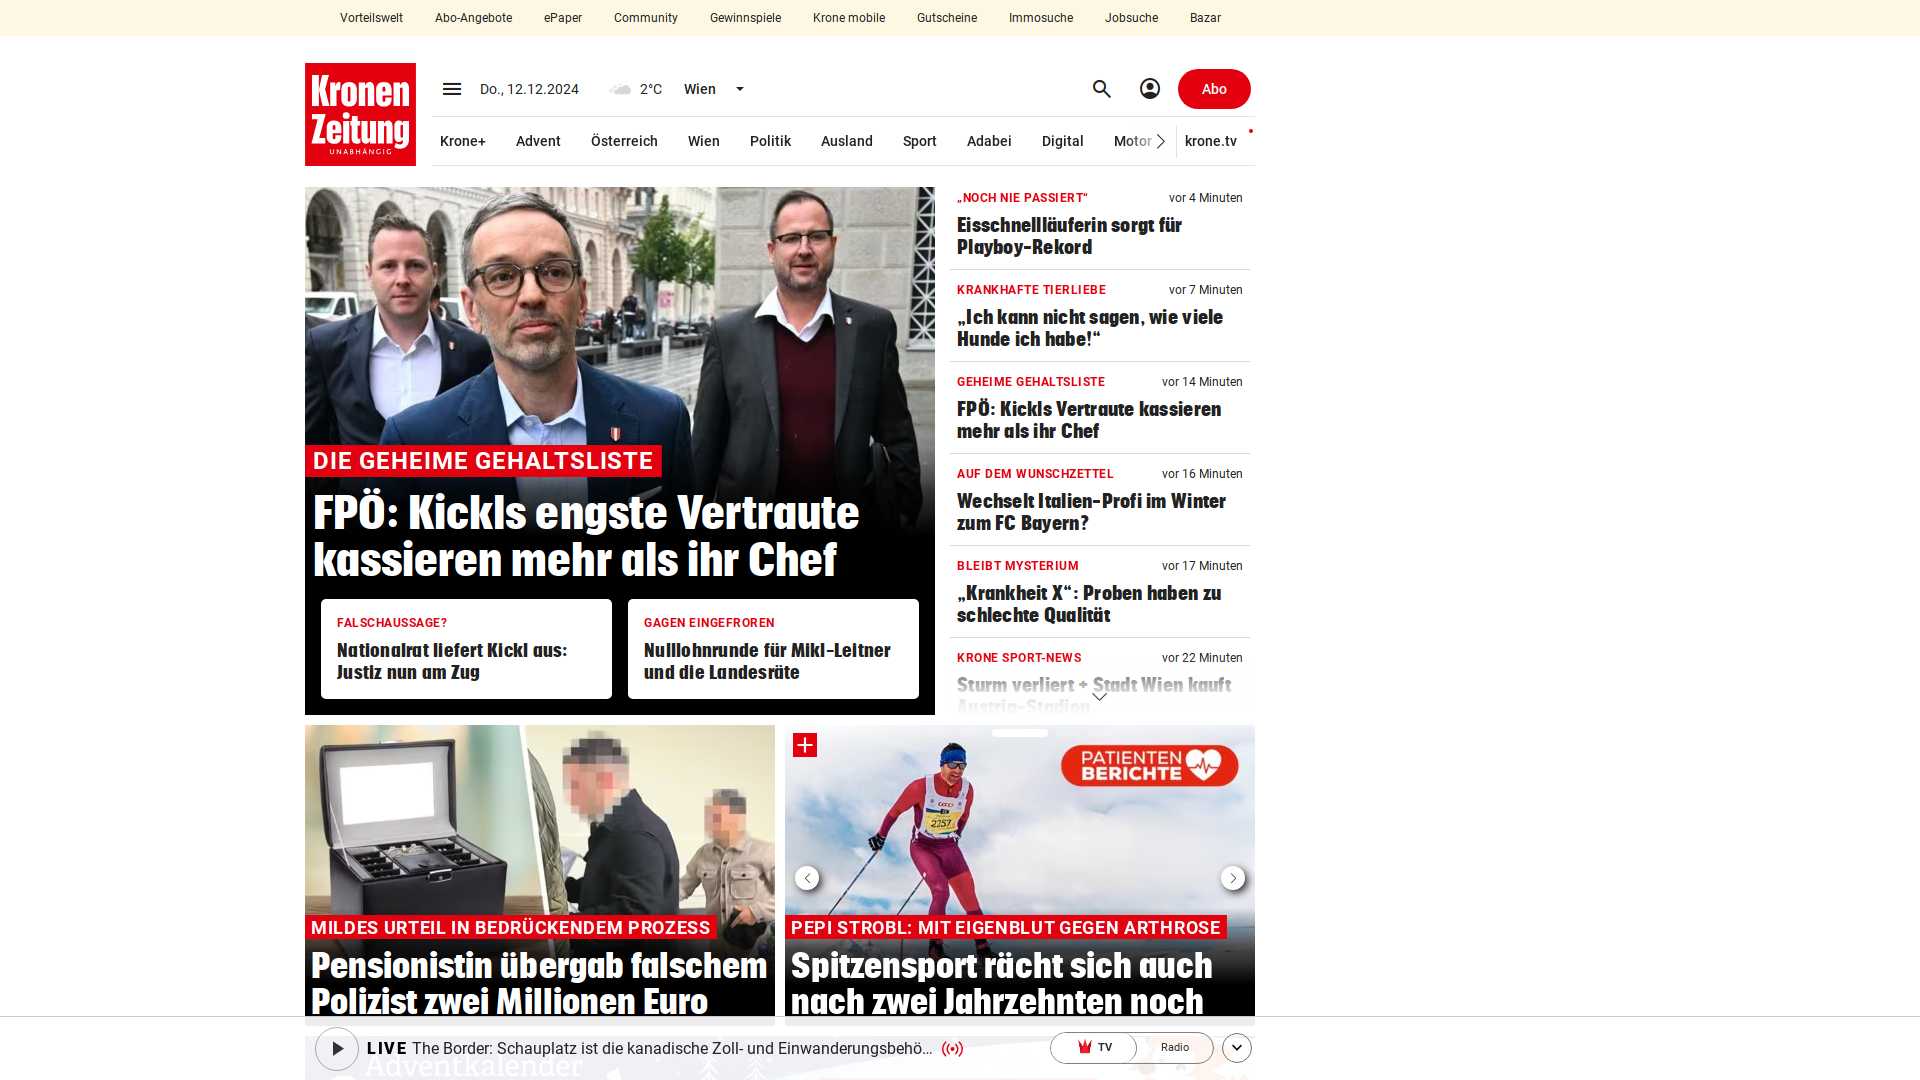 Vorteilswelt Abo-Angebote ePaper Community Gewinnspiele Krone mobile Gutscheine Immosuche Jobsuche Bazar
Kronen
Zeitung
UNABHÄNGIG
Do., 12.12.2024 2°C Wien Abo
Krone+ Advent Österreich Wien Politik Ausland Sport Adabei Digital Motor krone.tv
DIE GEHEIME GEHALTSLISTE
FPÖ: Kickls engste Vertraute
kassieren mehr als ihr Chef
FALSCHAUSSAGE?
Nationalrat liefert Kickl aus:
Justiz nun am Zug
GAGEN EINGEFROREN
Nulllohnrunde für Mikl-Leitner
und die Landesräte
„NOCH NIE PASSIERT“ vor 4 Minuten
Eisschnellläuferin sorgt für
Playboy-Rekord
KRANKHAFTE TIERLIEBE vor 7 Minuten
„Ich kann nicht sagen, wie viele
Hunde ich habe!“
GEHEIME GEHALTSLISTE vor 14 Minuten
FPÖ: Kickls Vertraute kassieren
mehr als ihr Chef
AUF DEM WUNSCHZETTEL vor 16 Minuten
Wechselt Italien-Profi im Winter
zum FC Bayern?
BLEIBT MYSTERIUM vor 17 Minuten
„Krankheit X“: Proben haben zu
schlechte Qualität
KRONE SPORT-NEWS vor 22 Minuten
Sturm verliert + Stadt Wien kauft
Austria-Stadion
MILDES URTEIL IN BEDRÜCKENDEM PROZESS
Pensionistin übergab falschem
Polizist zwei Millionen Euro
PATIENTEN
BERICHTE
2257
PEPI STROBL: MIT EIGENBLUT GEGEN ARTHROSE
Spitzensport rächt sich auch
nach zwei Jahrzehnten noch
LIVE The Border: Schauplatz ist die kanadische Zoll- und Einwanderungsbehö... TV Radio
Adventkalender